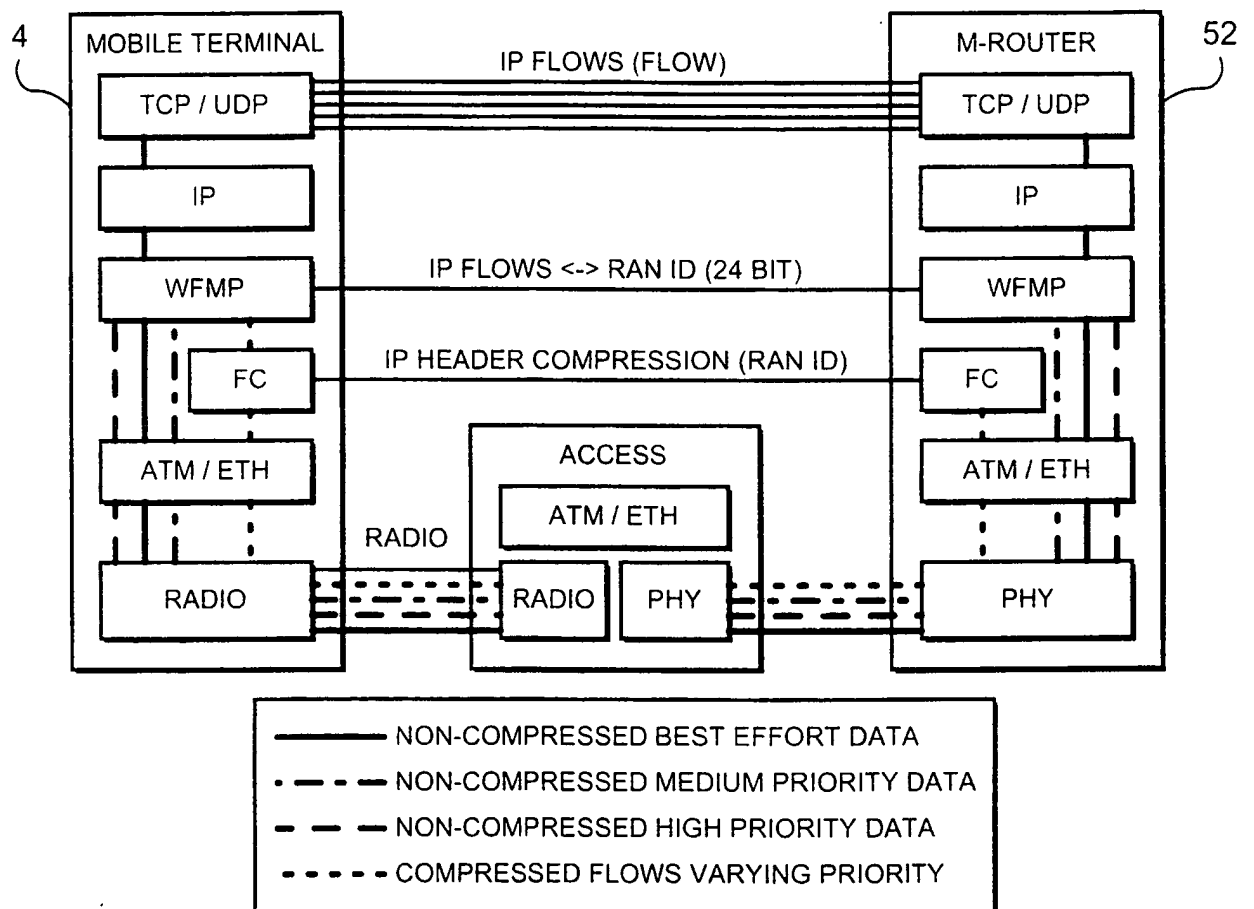 4
MOBILE TERMINAL
IP FLOWS (FLOW)
M-ROUTER
52
TCP / UDP
TCP / UDP
IP
IP
IP FLOWS <-> RAN ID (24 BIT)
WFMP
WFMP
IP HEADER COMPRESSION (RAN ID)
FC
FC
ACCESS
ATM / ETH
ATM / ETH
ATM / ETH
RADIO
RADIO
RADIO
PHY
PHY
NON-COMPRESSED BEST EFFORT DATA
NON-COMPRESSED MEDIUM PRIORITY DATA
NON-COMPRESSED HIGH PRIORITY DATA
COMPRESSED FLOWS VARYING PRIORITY